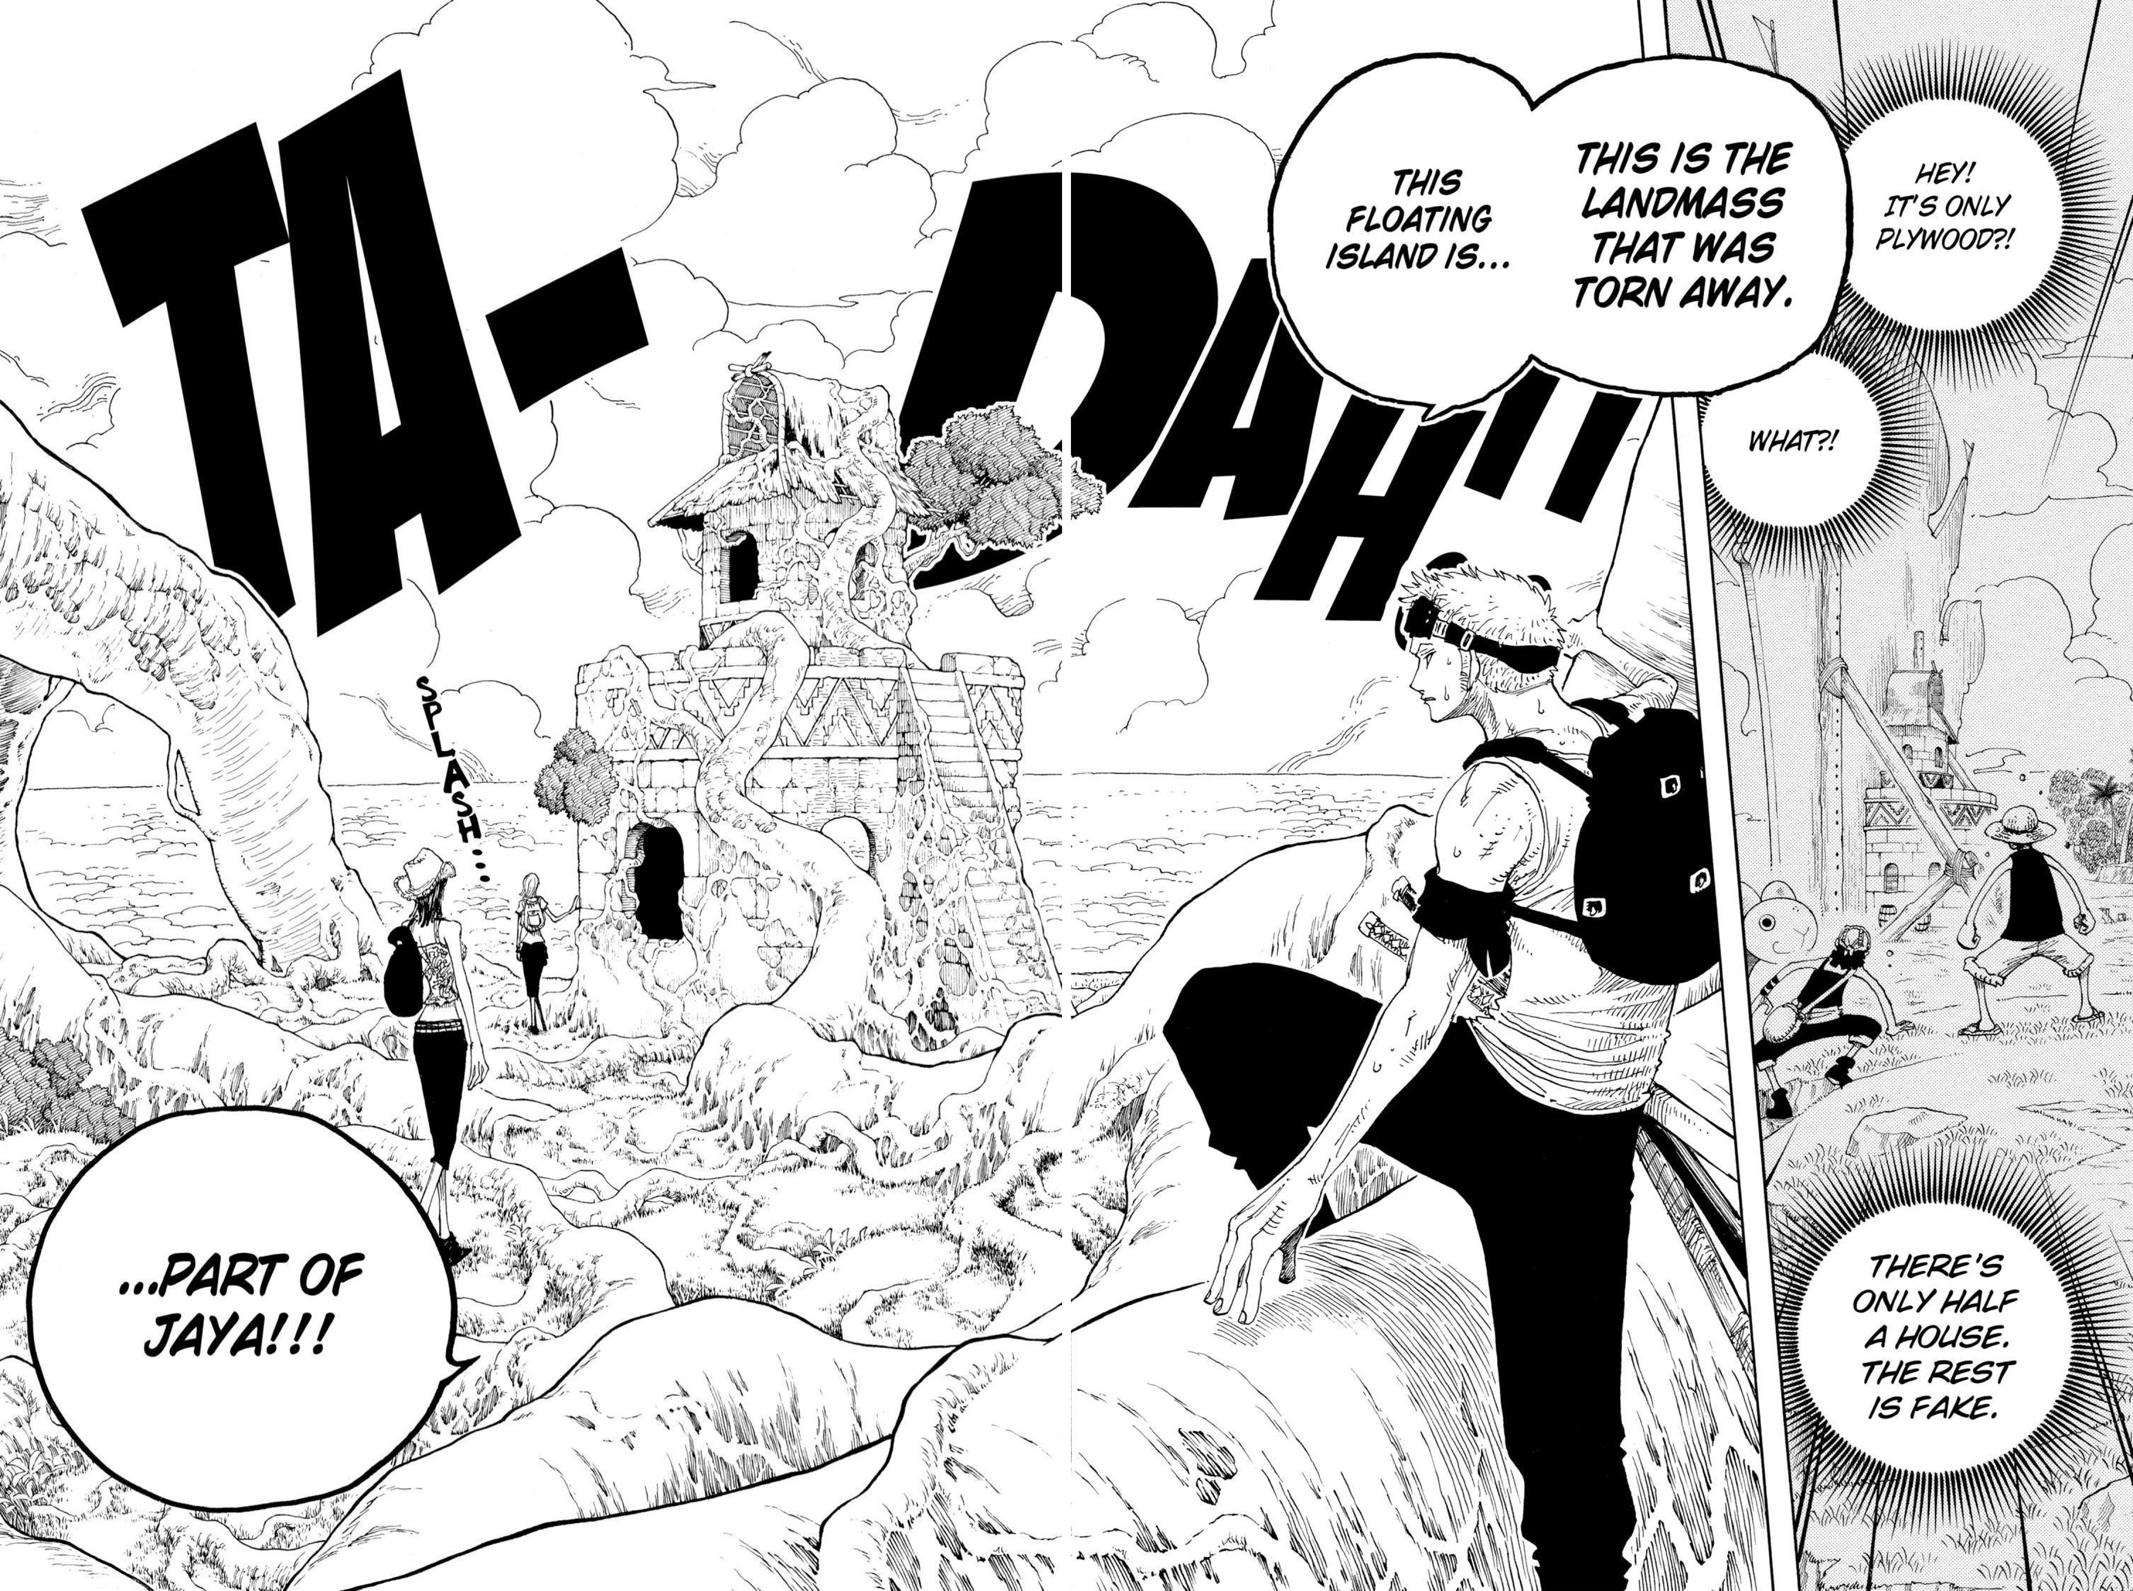 HEY!
IT'S ONLY
PLYWOOD?!
WHAT?!
THERE'S
ONLY HALF
A HOUSE.
THE REST
IS FAKE.
THIS IS THE
LANDMASS
THAT WAS
TORN AWAY.
THIS
FLOATING
ISLAND IS...
TA-DAH!!
SPLASH...
...PART OF
JAYA!!!